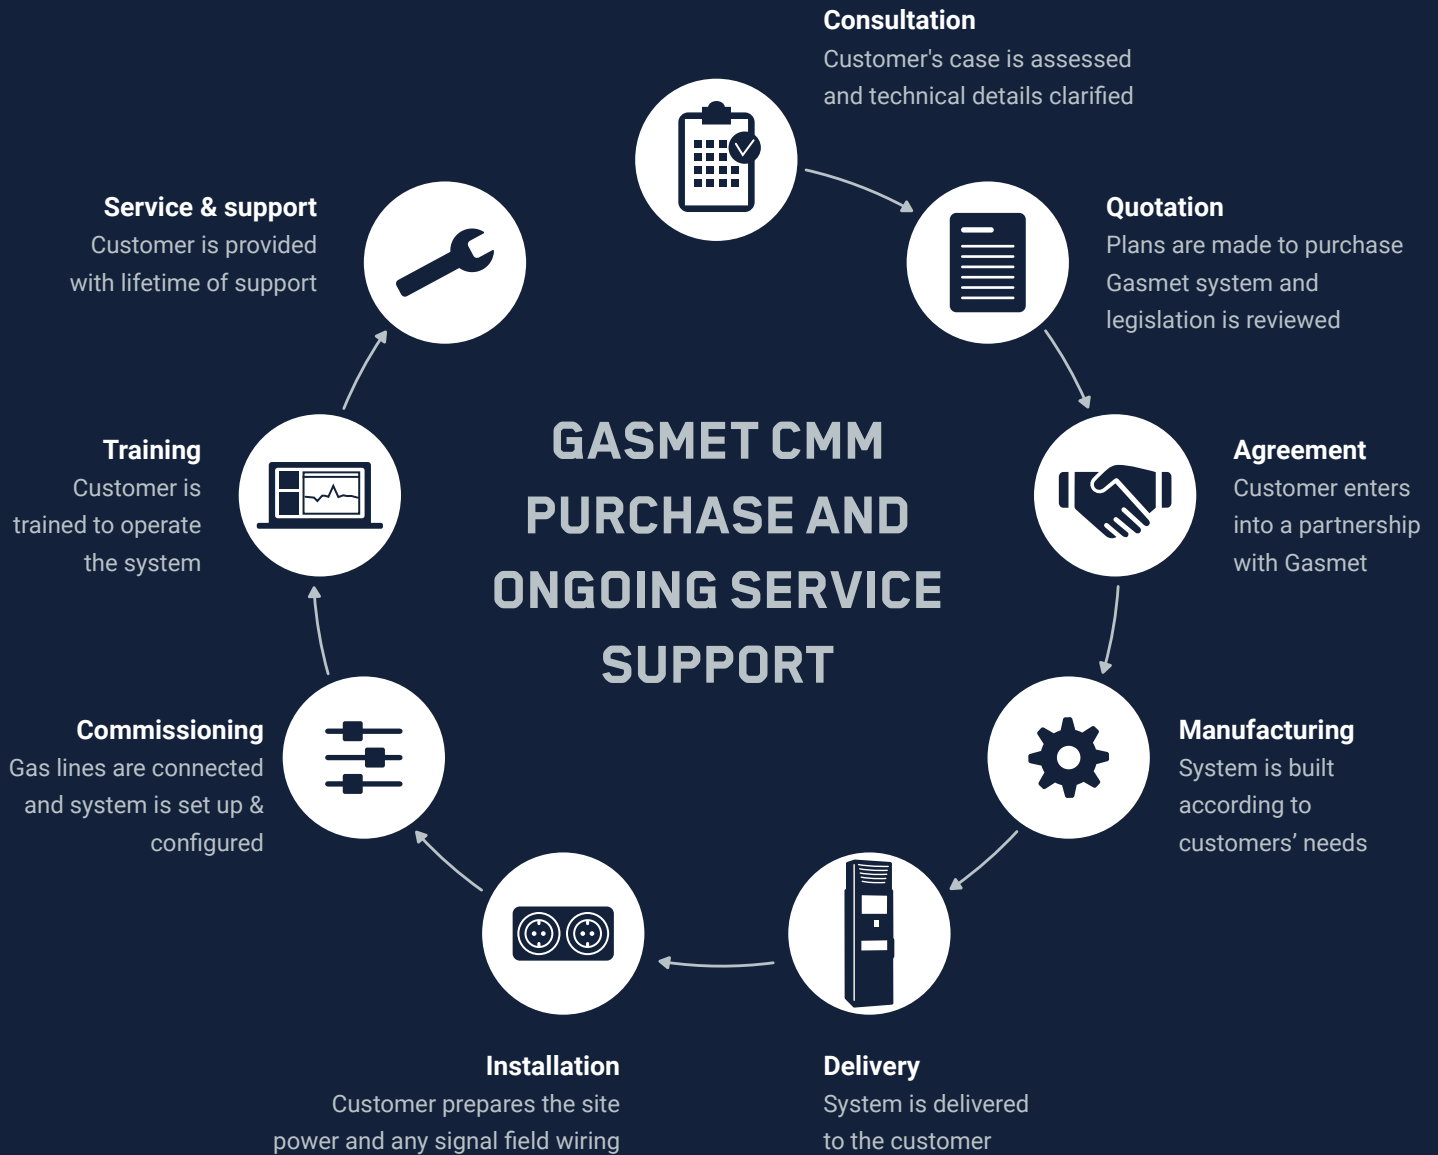 Consultation
Customer's case is assessed
and technical details clarified
Quotation
Plans are made to purchase
Gasmet system and
legislation is reviewed
Agreement
Customer enters
into a partnership
with Gasmet
Manufacturing
System is built
according to
customers’ needs
Delivery
System is delivered
to the customer
Installation
Customer prepares the site
power and any signal field wiring
Commissioning
Gas lines are connected
and system is set up &
configured
Training
Customer is
trained to operate
the system
Service & support
Customer is provided
with lifetime of support
GASMET CMM
PURCHASE AND
ONGOING SERVICE
SUPPORT